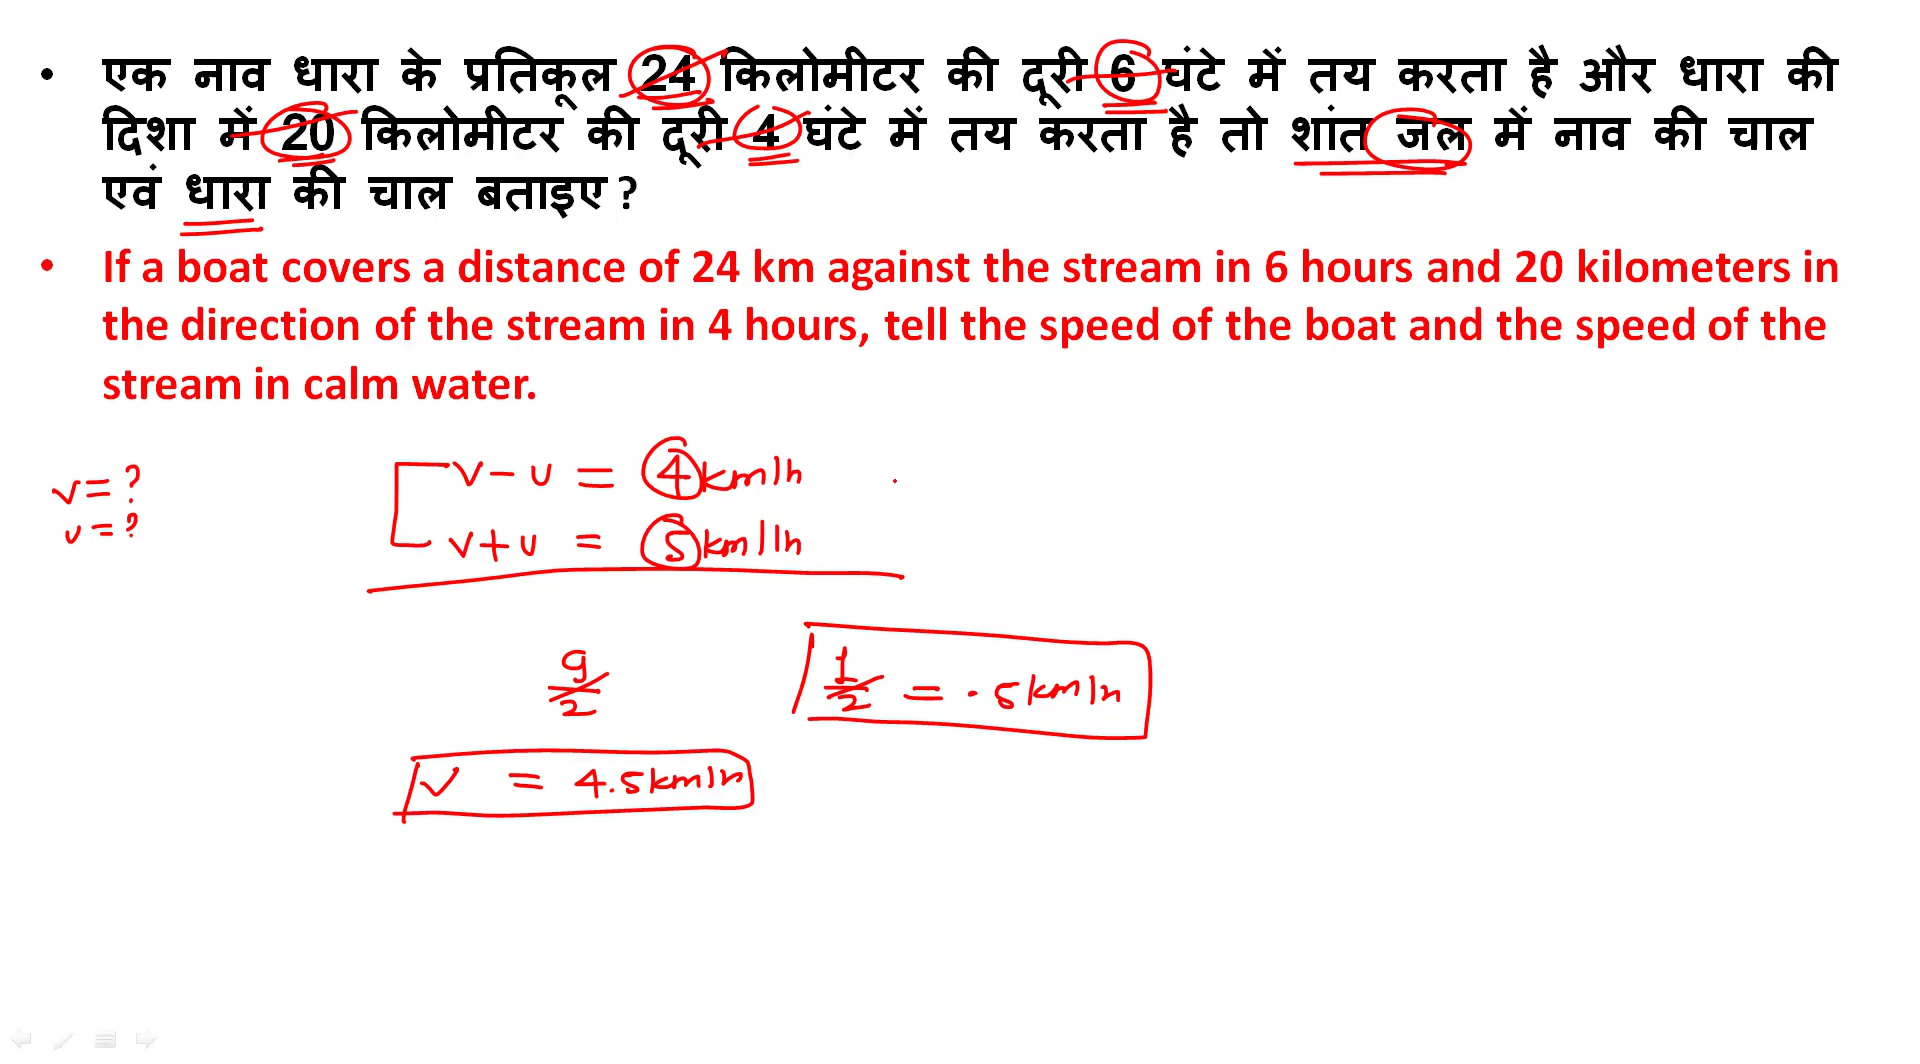 • एक नाव धारा के प्रतिकूल 24 किलोमीटर की दूरी 6 घंटे में तय करता है और धारा की
दिशा में 20 किलोमीटर की दूरी 4 घंटे में तय करता है तो शांत जल में नाव की चाल
एवं धारा की चाल बताइए ?
• If a boat covers a distance of 24 km against the stream in 6 hours and 20 kilometers in
the direction of the stream in 4 hours, tell the speed of the boat and the speed of the
stream in calm water.
v = ?
u = ?
v - u = 4 km/h
v + u = 5 km/h
9/2
1/2 = .5 km/h
v = 4.5 km/h